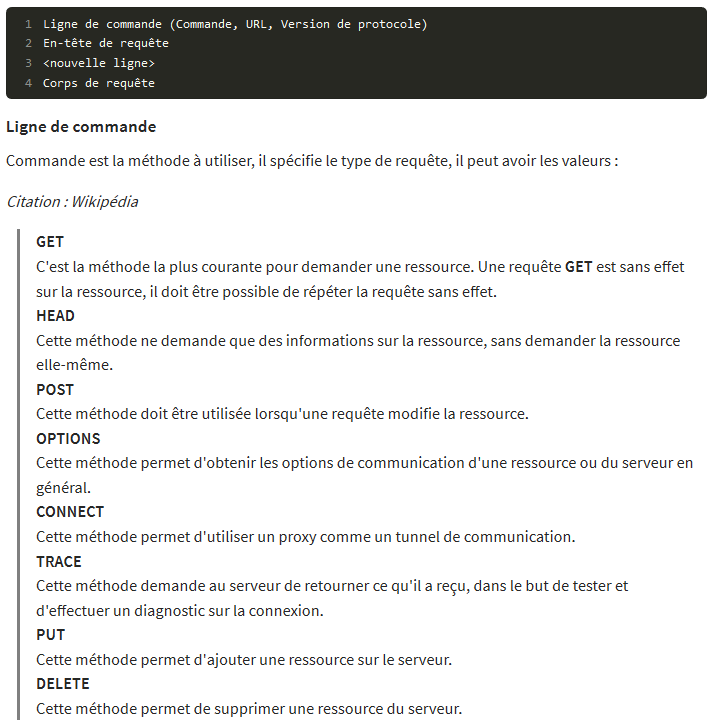 1 Ligne de commande (Commande, URL, Version de protocole)
2 En-tête de requête
3 <nouvelle ligne>
4 Corps de requête
Ligne de commande
Commande est la méthode à utiliser, il spécifie le type de requête, il peut avoir les valeurs :
Citation : Wikipédia
GET
C'est la méthode la plus courante pour demander une ressource. Une requête GET est sans effet
sur la ressource, il doit être possible de répéter la requête sans effet.
HEAD
Cette méthode ne demande que des informations sur la ressource, sans demander la ressource
elle-même.
POST
Cette méthode doit être utilisée lorsqu'une requête modifie la ressource.
OPTIONS
Cette méthode permet d'obtenir les options de communication d'une ressource ou du serveur en
général.
CONNECT
Cette méthode permet d'utiliser un proxy comme un tunnel de communication.
TRACE
Cette méthode demande au serveur de retourner ce qu'il a reçu, dans le but de tester et
d'effectuer un diagnostic sur la connexion.
PUT
Cette méthode permet d'ajouter une ressource sur le serveur.
DELETE
Cette méthode permet de supprimer une ressource du serveur.